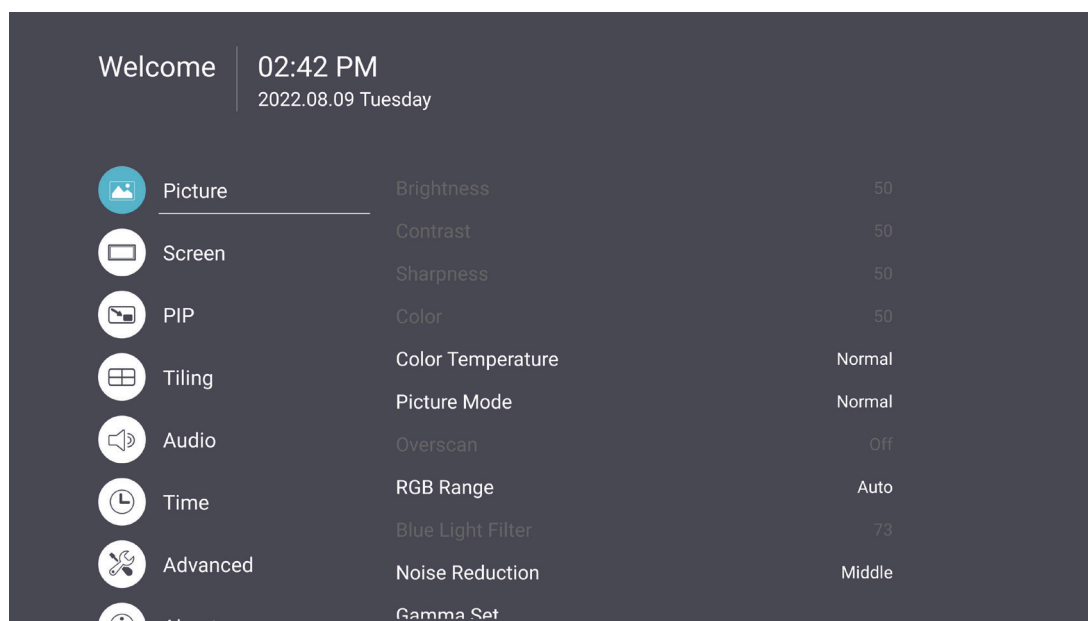 Welcome
02:42 PM
2022.08.09 Tuesday
Picture
Screen
PIP
Tiling
Audio
Time
Advanced
Brightness 50
Contrast 50
Sharpness 50
Color 50
Color Temperature Normal
Picture Mode Normal
Overscan Off
RGB Range Auto
Blue Light Filter 73
Noise Reduction Middle
Gamma Set